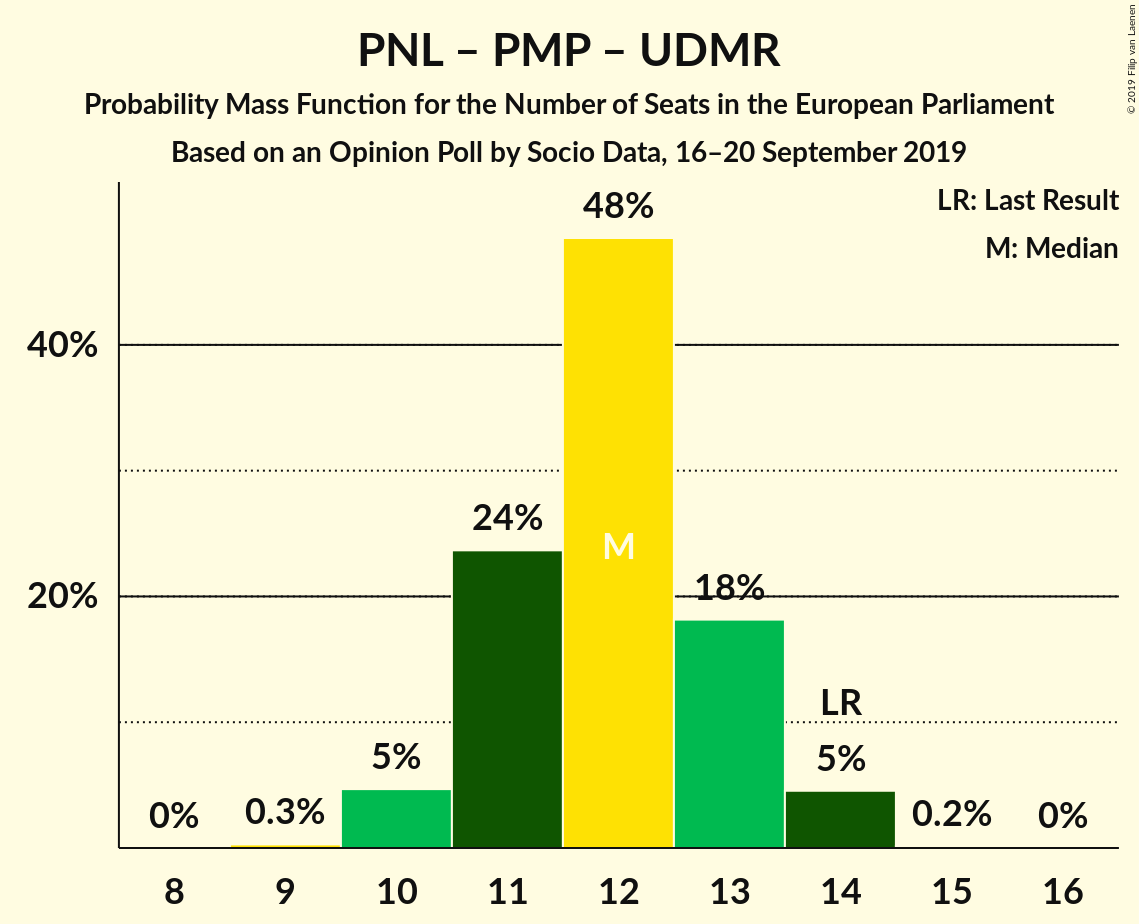 PNL – PMP – UDMR
Probability Mass Function for the Number of Seats in the European Parliament
Based on an Opinion Poll by Socio Data, 16–20 September 2019
© 2019 Filip van Laenen
LR: Last Result
M: Median
40%
20%
0%
0.3%
5%
24%
48%
M
18%
LR
5%
0.2%
0%
8 9 10 11 12 13 14 15 16